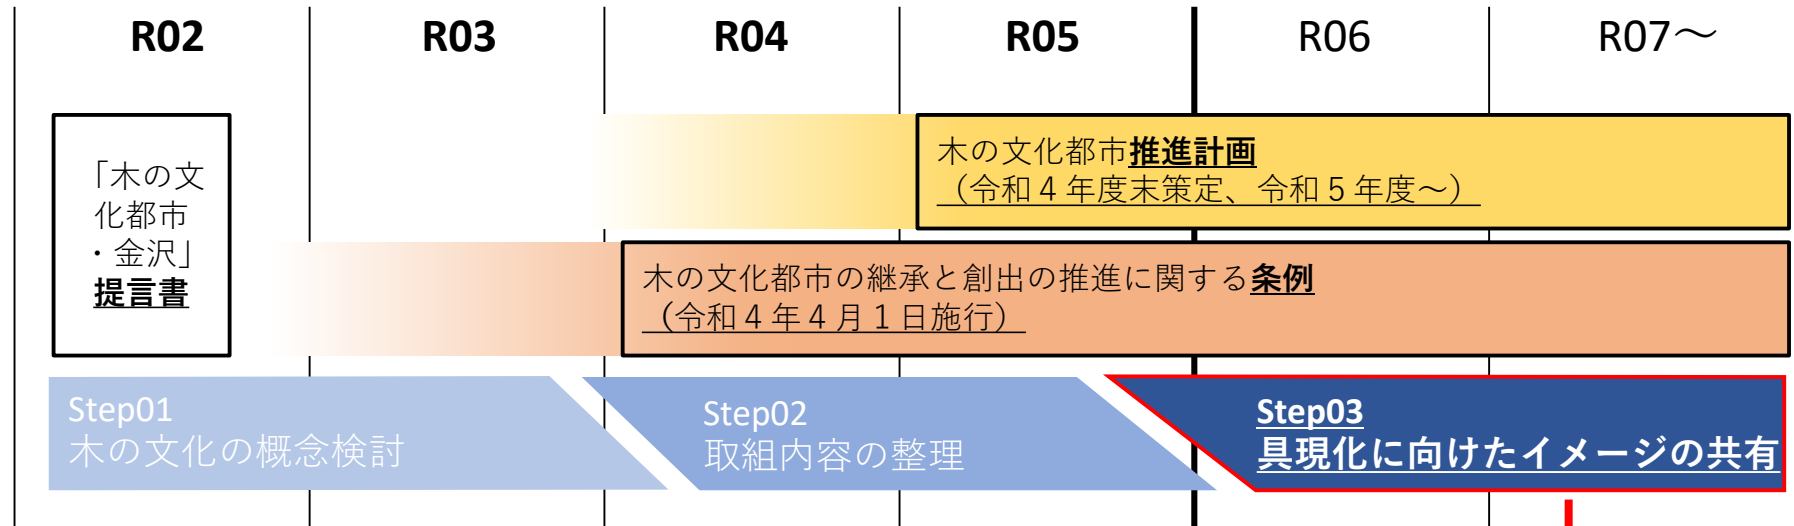 R02
R03
R04
R05
R06
R07～
「木の文
化都市
・金沢」
提言書
木の文化都市推進計画
（令和４年度末策定、令和５年度～）
木の文化都市の継承と創出の推進に関する条例
（令和４年４月１日施行）
Step01
木の文化の概念検討
Step02
取組内容の整理
Step03
具現化に向けたイメージの共有